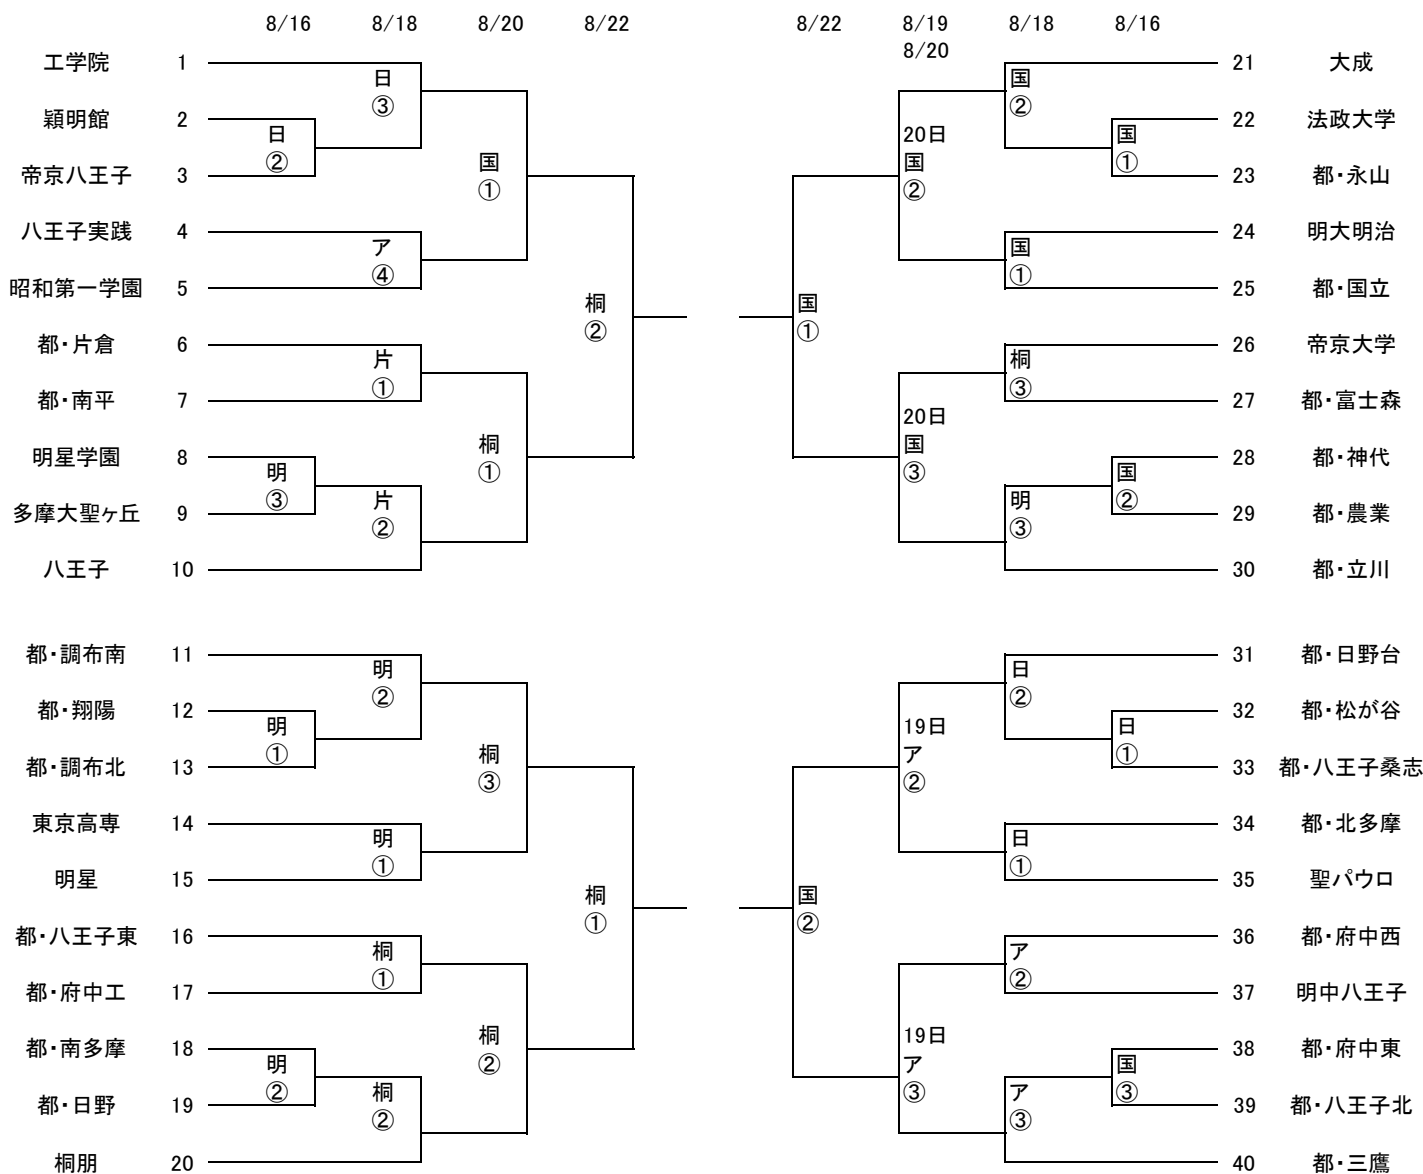 8/16 8/18 8/20 8/22 8/22 8/19 8/18 8/16
8/20
工学院 1 21 大成
日 国
③ ②
穎明館 2 22 法政大学
日 20日 国
② 国 国 ①
帝京八王子 3 23 都・永山
① ②
八王子実践 4 24 明大明治
ア 国
④ ①
昭和第一学園 5 25 都・国立
桐 国
② ①
都・片倉 6 26 帝京大学
片 桐
① ③
都・南平 7 27 都・富士森
20日
桐 国
明星学園 8 28 都・神代
明 ① ③ 国
③ 片 明 ②
多摩大聖ヶ丘 9 29 都・農業
② ③
八王子 10 30 都・立川
都・調布南 11 31 都・日野台
明 日
② ②
都・翔陽 12 32 都・松が谷
明 19日 日
① 桐 ア ①
都・調布北 13 33 都・八王子桑志
③ ②
東京高専 14 34 都・北多摩
明 日
① ①
明星 15 35 聖パウロ
桐 国
① ②
都・八王子東 16 36 都・府中西
桐 ア
① ②
都・府中工 17 37 明中八王子
桐 19日
都・南多摩 18 38 都・府中東
明 ② ア 国
② 桐 ③ ア ③
都・日野 19 39 都・八王子北
② ③
桐朋 20 40 都・三鷹